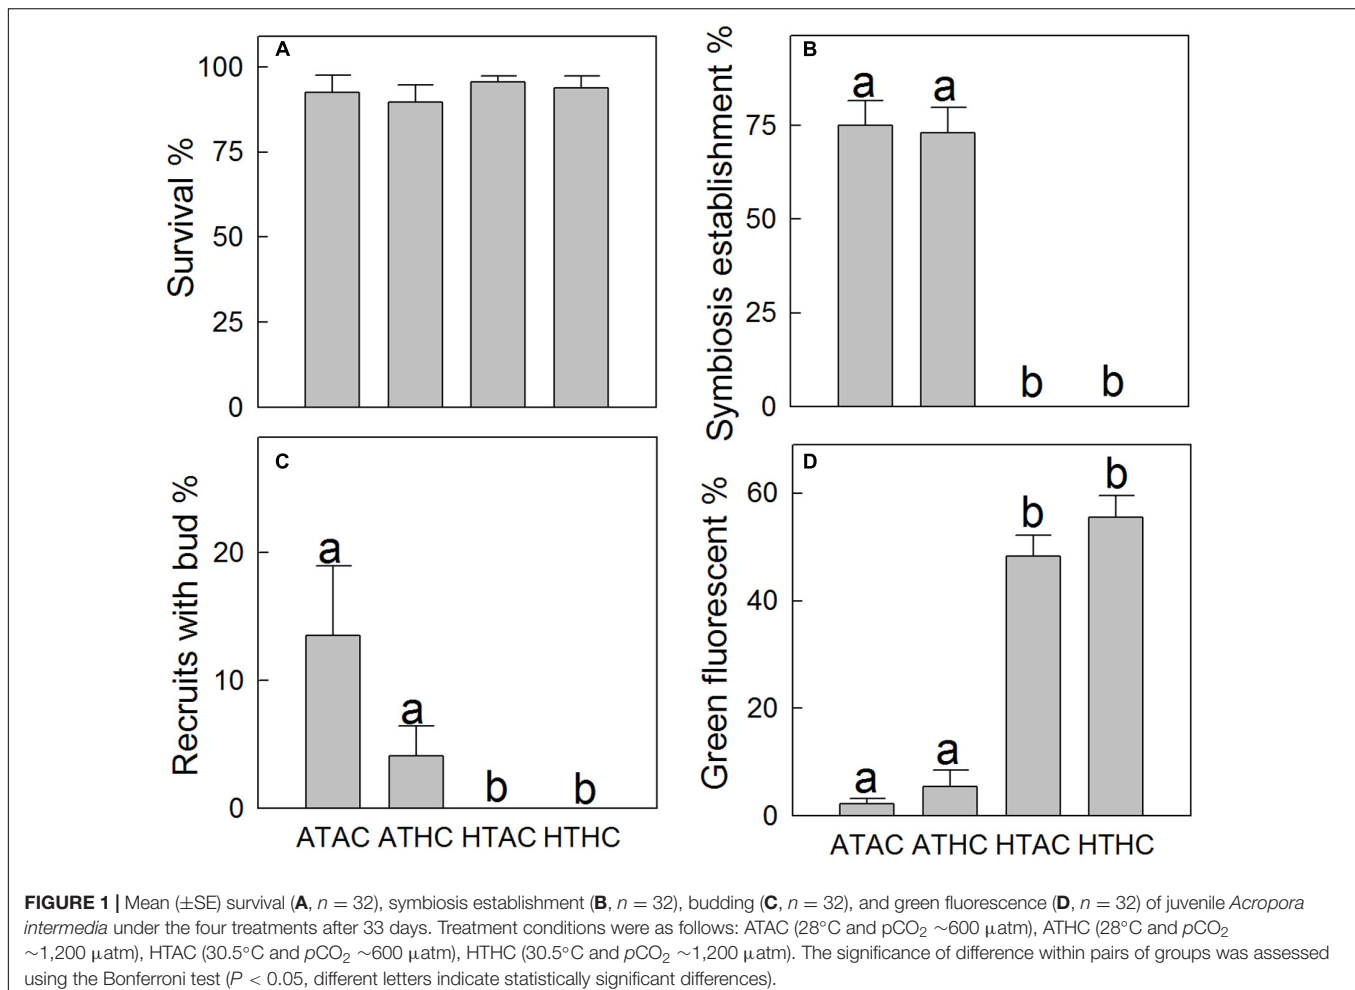 A
Survival %
100
75
50
25
0
B
Symbiosis establishment %
75
50
25
0
a
a
b
b
C
Recruits with bud %
20
10
0
a
a
b
b
ATAC ATHC HTAC HTHC
D
Green fluorescent %
60
40
20
0
a
a
b
b
ATAC ATHC HTAC HTHC
FIGURE 1 | Mean (±SE) survival (A, n = 32), symbiosis establishment (B, n = 32), budding (C, n = 32), and green fluorescence (D, n = 32) of juvenile Acropora
intermedia under the four treatments after 33 days. Treatment conditions were as follows: ATAC (28°C and pCO₂ ~600 µatm), ATHC (28°C and pCO₂
~1,200 µatm), HTAC (30.5°C and pCO₂ ~600 µatm), HTHC (30.5°C and pCO₂ ~1,200 µatm). The significance of difference within pairs of groups was assessed
using the Bonferroni test (P < 0.05, different letters indicate statistically significant differences).